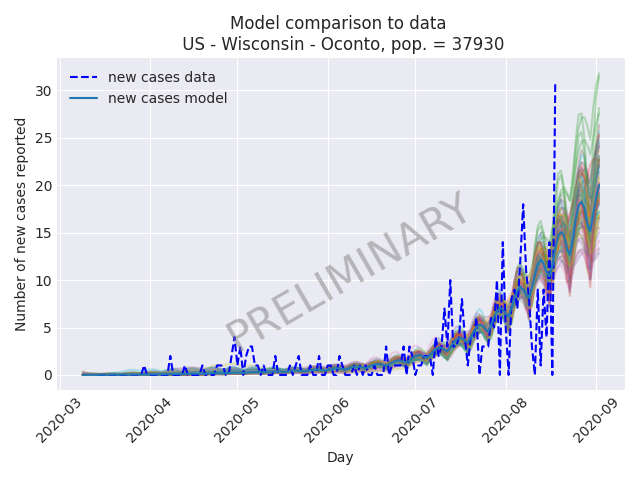 Model comparison to data
US - Wisconsin - Oconto, pop. = 37930
new cases data
new cases model
Number of new cases reported
30
25
20
15
10
5
0
PRELIMINARY
2020-03
2020-04
2020-05
2020-06
2020-07
2020-08
2020-09
Day